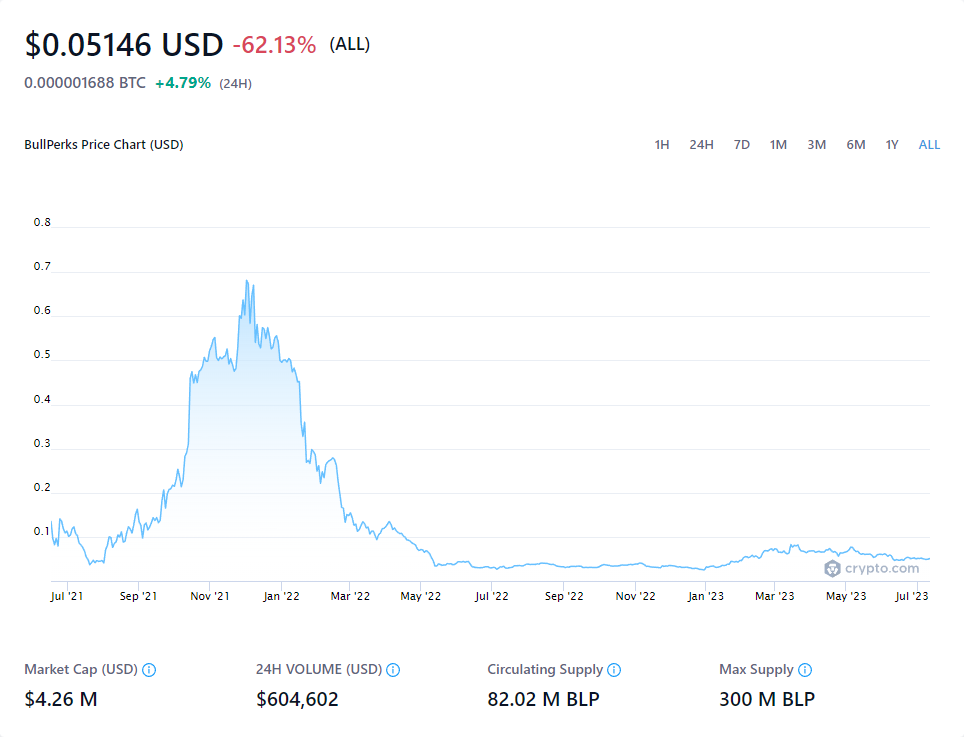 $0.05146 USD -62.13% (ALL)
0.000001688 BTC +4.79% (24H)
BullPerks Price Chart (USD) 1H 24H 7D 1M 3M 6M 1Y ALL
0.8
0.7
0.6
0.5
0.4
0.3
0.2
0.1
crypto.com
Jul '21 Sep '21 Nov '21 Jan '22 Mar '22 May '22 Jul '22 Sep '22 Nov '22 Jan '23 Mar '23 May '23 Jul '23
Market Cap (USD) 24H VOLUME (USD) Circulating Supply Max Supply
$4.26 M $604,602 82.02 M BLP 300 M BLP